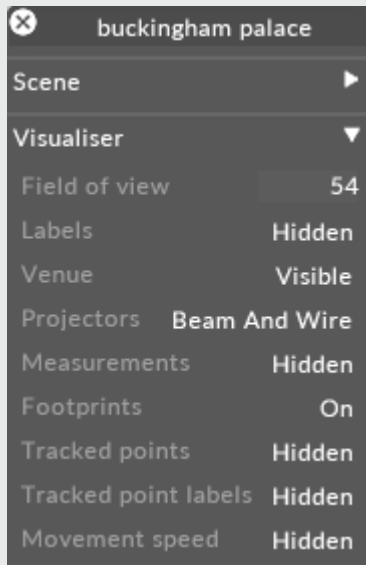 buckingham palace
Scene
Visualiser
Field of view 54
Labels Hidden
Venue Visible
Projectors Beam And Wire
Measurements Hidden
Footprints On
Tracked points Hidden
Tracked point labels Hidden
Movement speed Hidden